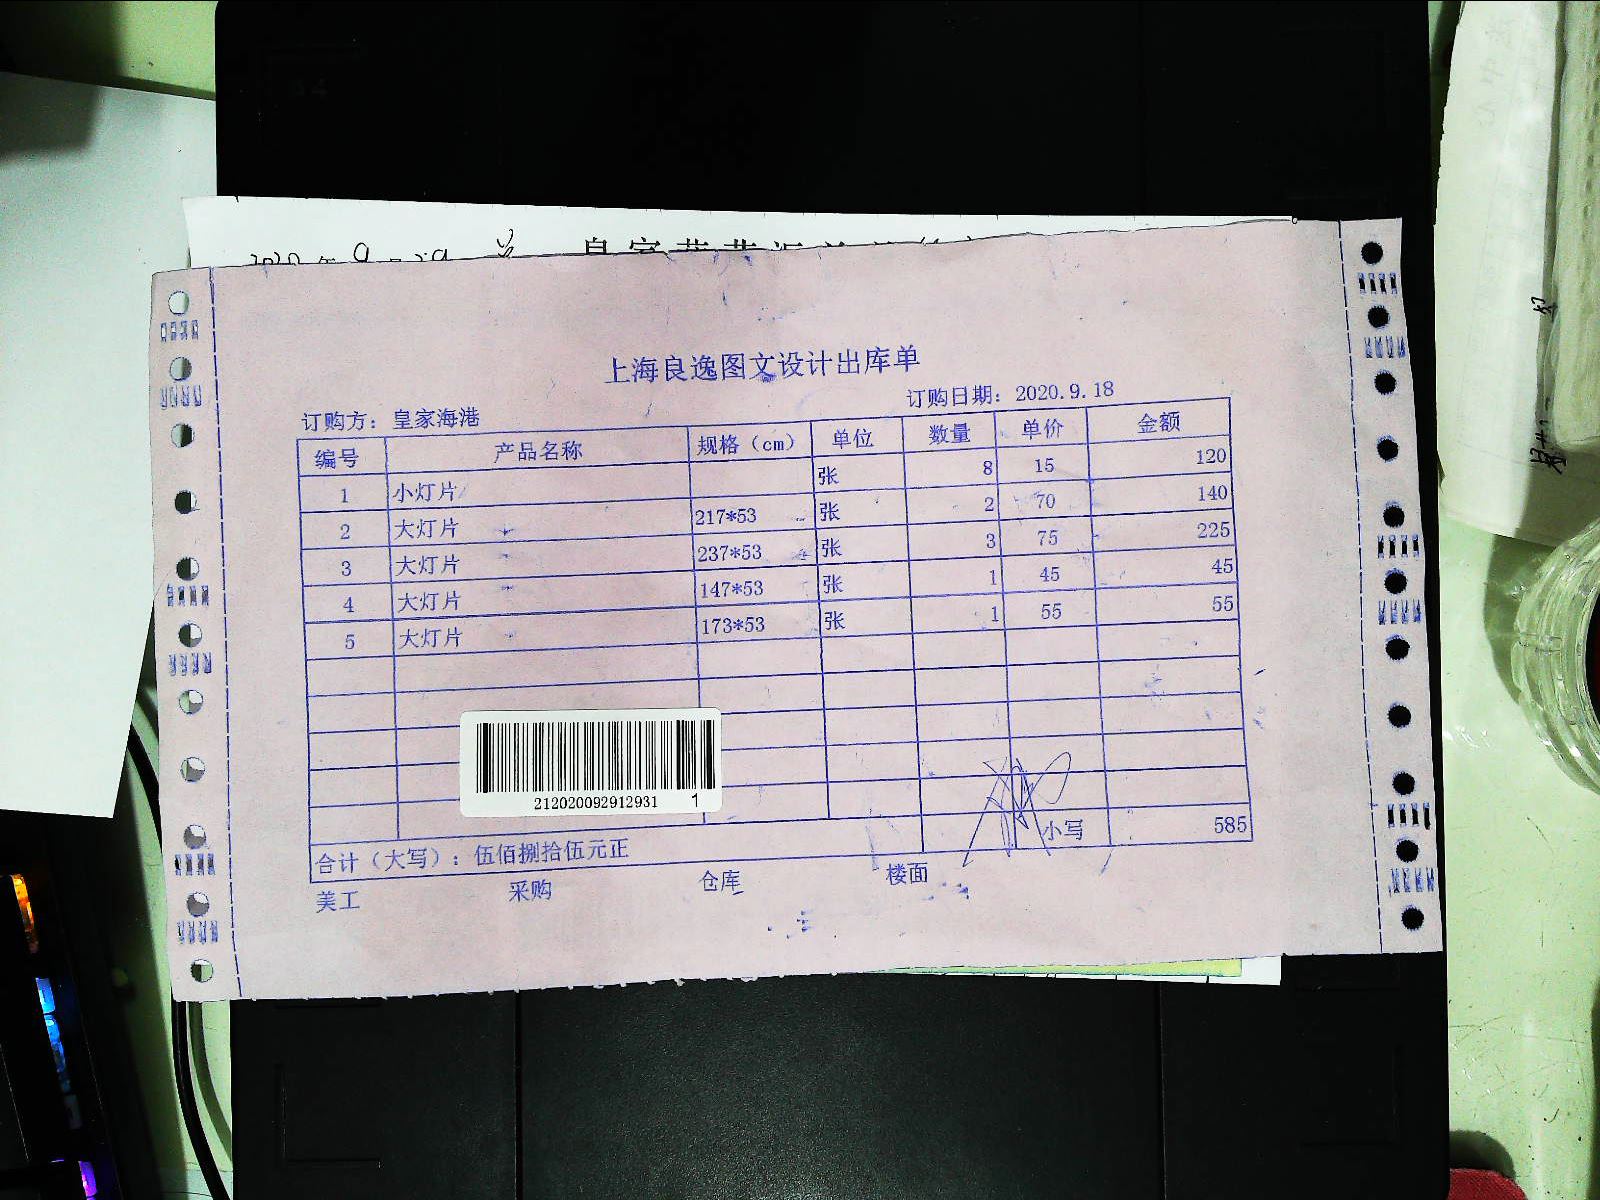 上海良逸图文设计出库单
订购方：皇家海港 订购日期：2020.9.18
编号 产品名称 规格（cm） 单位 数量 单价 金额
1 小灯片 张 8 15 120
2 大灯片 217*53 张 2 70 140
3 大灯片 237*53 张 3 75 225
4 大灯片 147*53 张 1 45 45
5 大灯片 173*53 张 1 55 55
212020092912931 1
合计（大写）：伍佰捌拾伍元正 小写 585
美工 采购 仓库 楼面